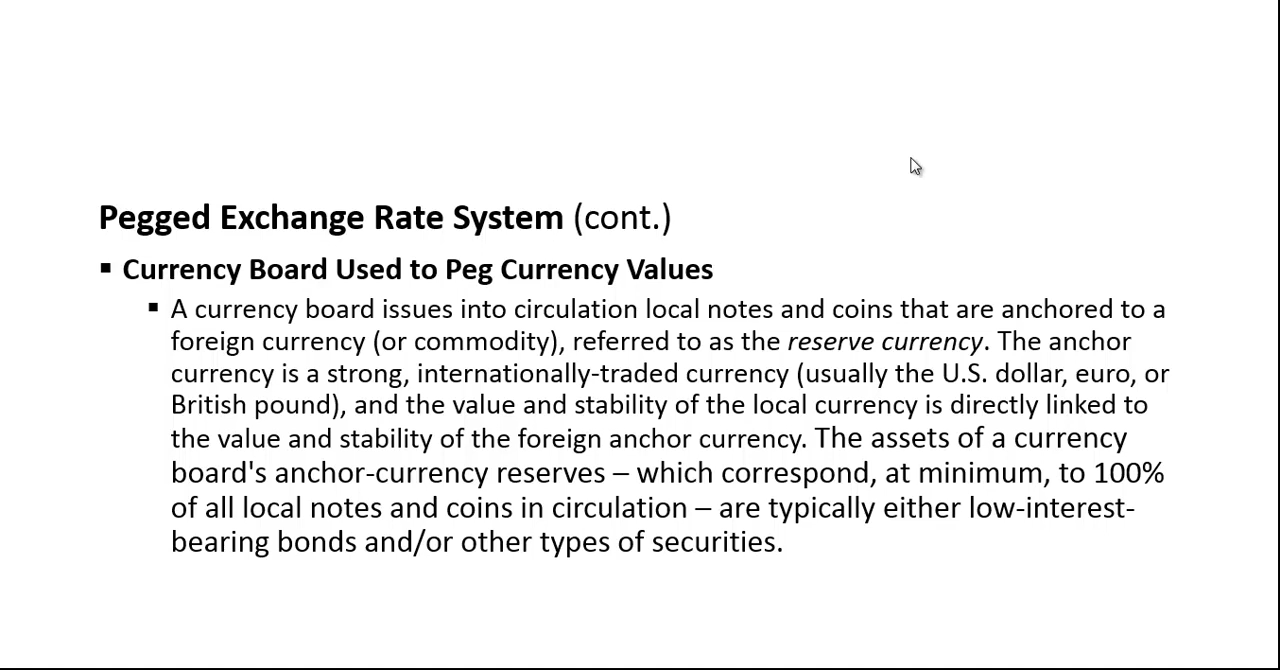 Pegged Exchange Rate System (cont.)
▪ Currency Board Used to Peg Currency Values
▪ A currency board issues into circulation local notes and coins that are anchored to a
foreign currency (or commodity), referred to as the reserve currency. The anchor
currency is a strong, internationally-traded currency (usually the U.S. dollar, euro, or
British pound), and the value and stability of the local currency is directly linked to
the value and stability of the foreign anchor currency. The assets of a currency
board's anchor-currency reserves – which correspond, at minimum, to 100%
of all local notes and coins in circulation – are typically either low-interest-
bearing bonds and/or other types of securities.